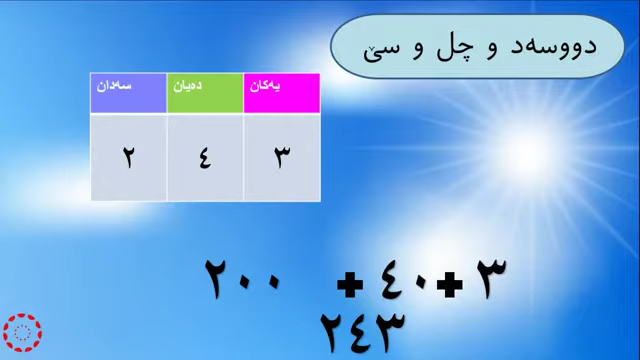 دووسەد و چل و سێ
سەدان دەیان یەکان
٢ ٤ ٣
٢٠٠ + ٤٠ + ٣
٢٤٣